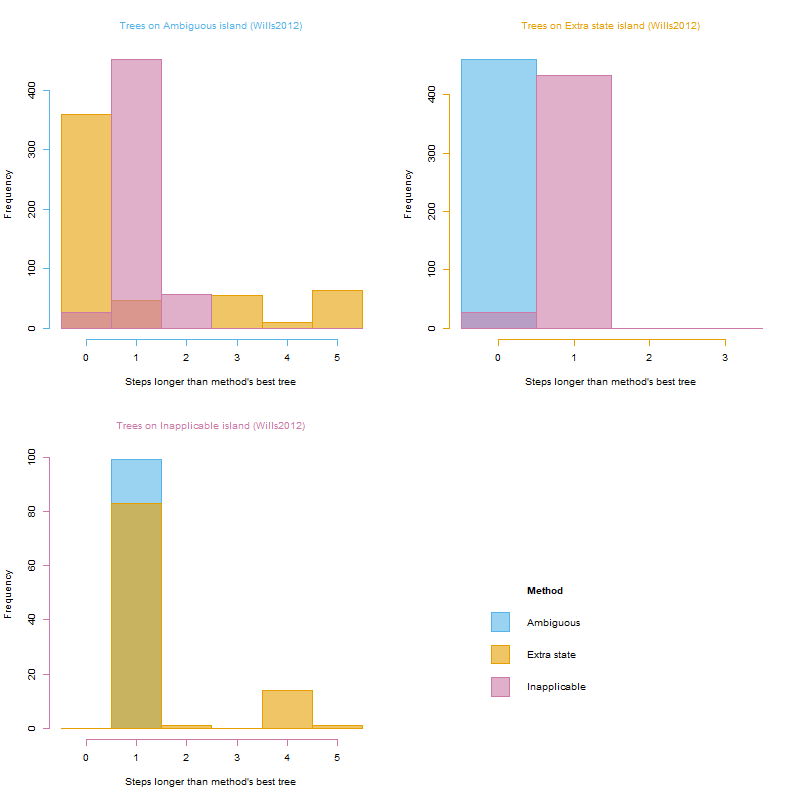 Trees on Ambiguous island (Wills2012)
Frequency
400
300
200
100
0
0 1 2 3 4 5
Steps longer than method's best tree
Trees on Extra state island (Wills2012)
Frequency
400
300
200
100
0
0 1 2 3
Steps longer than method's best tree
Trees on Inapplicable island (Wills2012)
Frequency
100
80
60
40
20
0
0 1 2 3 4 5
Steps longer than method's best tree
Method
Ambiguous
Extra state
Inapplicable